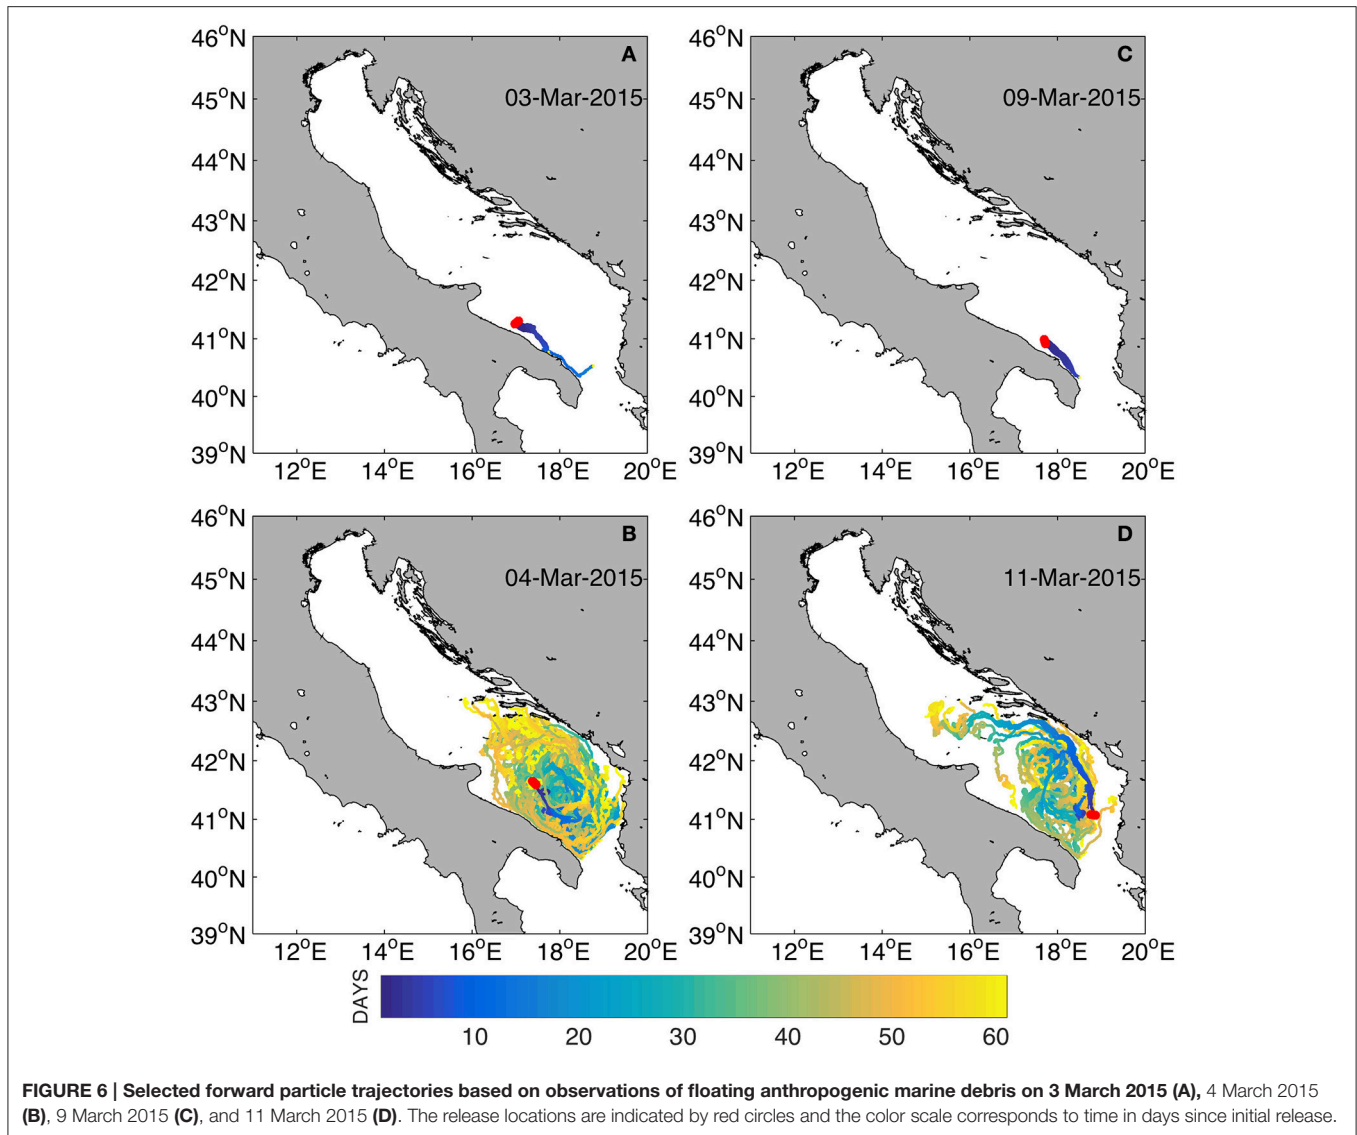 A
03-Mar-2015
46°N
45°N
44°N
43°N
42°N
41°N
40°N
39°N
12°E
14°E
16°E
18°E
20°E
C
09-Mar-2015
46°N
45°N
44°N
43°N
42°N
41°N
40°N
39°N
12°E
14°E
16°E
18°E
20°E
B
04-Mar-2015
46°N
45°N
44°N
43°N
42°N
41°N
40°N
39°N
12°E
14°E
16°E
18°E
20°E
D
11-Mar-2015
46°N
45°N
44°N
43°N
42°N
41°N
40°N
39°N
12°E
14°E
16°E
18°E
20°E
DAYS
10
20
30
40
50
60
FIGURE 6 | Selected forward particle trajectories based on observations of floating anthropogenic marine debris on 3 March 2015 (A), 4 March 2015
(B), 9 March 2015 (C), and 11 March 2015 (D). The release locations are indicated by red circles and the color scale corresponds to time in days since initial release.